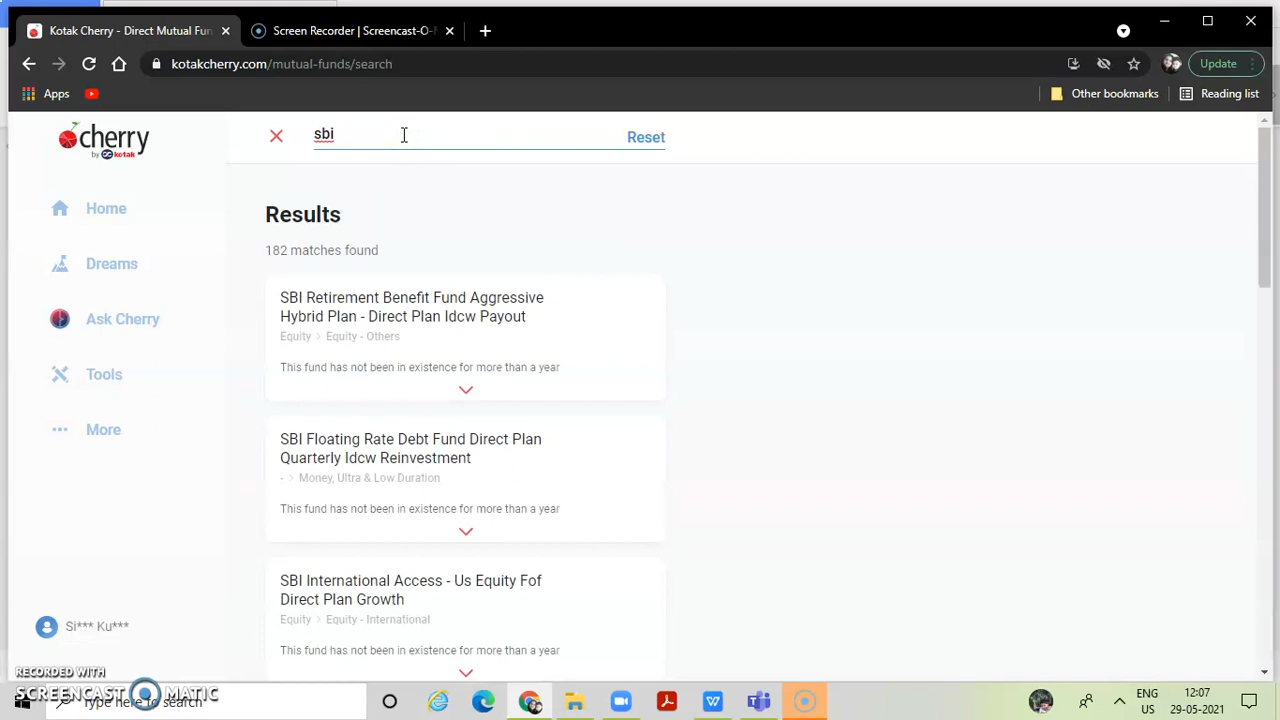 Kotak Cherry - Direct Mutual Fun
Screen Recorder | Screencast-O-
kotakcherry.com/mutual-funds/search
Update
Apps
Other bookmarks
Reading list
cherry
by kotak
sbi
Reset
Home
Dreams
Ask Cherry
Tools
More
Results
182 matches found
SBI Retirement Benefit Fund Aggressive
Hybrid Plan - Direct Plan Idcw Payout
Equity > Equity - Others
This fund has not been in existence for more than a year
SBI Floating Rate Debt Fund Direct Plan
Quarterly Idcw Reinvestment
- > Money, Ultra & Low Duration
This fund has not been in existence for more than a year
SBI International Access - Us Equity Fof
Direct Plan Growth
Equity > Equity - International
This fund has not been in existence for more than a year
Si*** Ku***
RECORDED WITH
SCREENCAST MATIC
Type here to search
ENG
US
12:07
29-05-2021